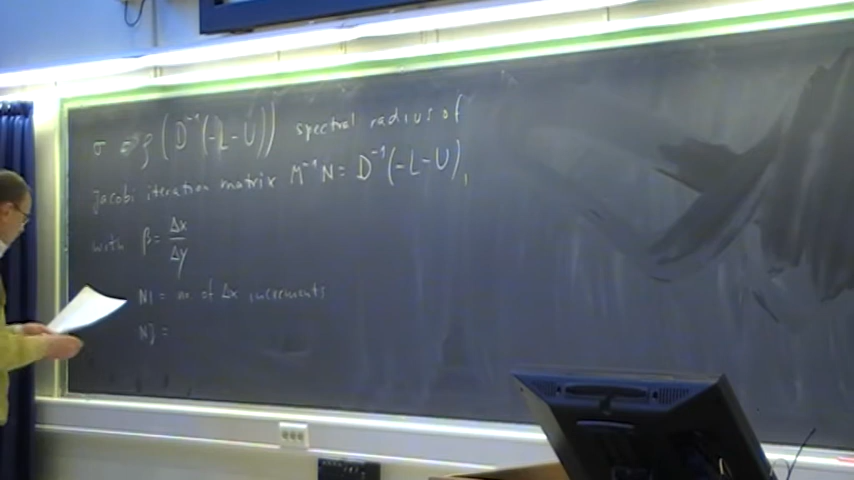 σ = ρ(D⁻¹(-L-U)) spectral radius of
Jacobi iteration matrix M⁻¹N = D⁻¹(-L-U),
with β = Δx/Δy
NI = no of Δx increments
NJ =